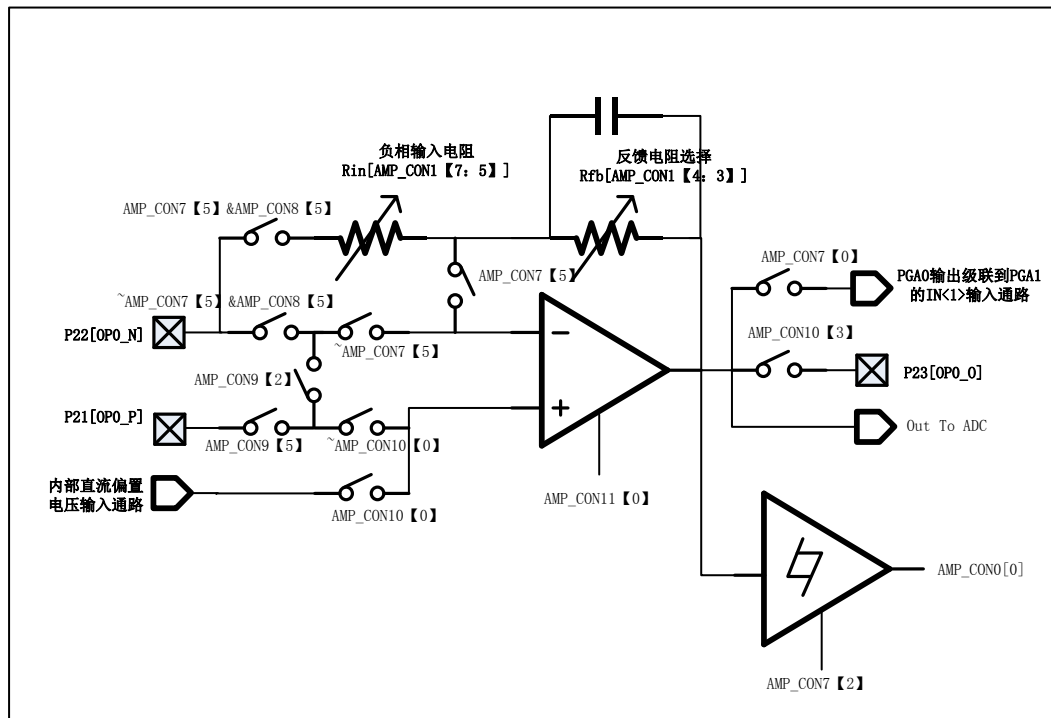 负相输入电阻
Rin[AMP_CON1【7：5】]
反馈电阻选择
Rfb[AMP_CON1【4：3】]
AMP_CON7【5】&AMP_CON8【5】
AMP_CON7【5】
AMP_CON7【0】
PGA0输出级联到PGA1
的IN<1>输入通路
~AMP_CON7【5】&AMP_CON8【5】
P22[OP0_N]
~AMP_CON7【5】
AMP_CON10【3】
P23[OP0_O]
AMP_CON9【2】
P21[OP0_P]
AMP_CON9【5】
~AMP_CON10【0】
Out To ADC
内部直流偏置
电压输入通路
AMP_CON10【0】
AMP_CON11【0】
AMP_CON0[0]
AMP_CON7【2】